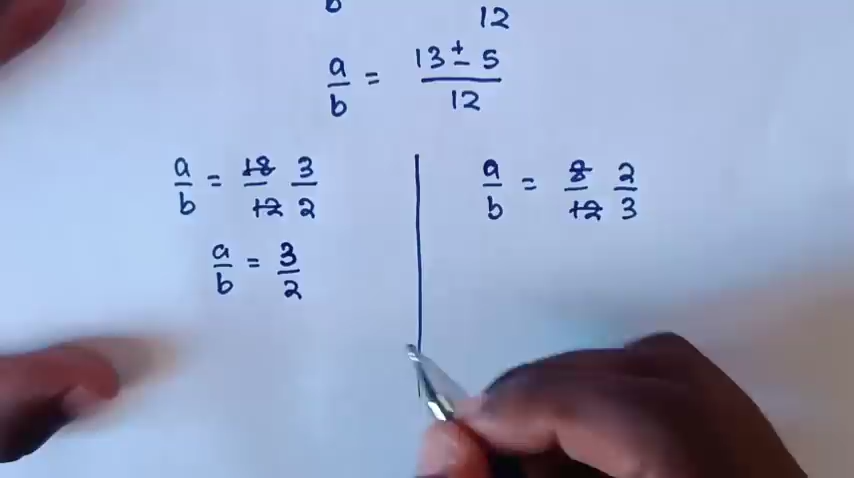 b 12
a/b = 13 ± 5 / 12
a/b = 18/12 3/2
a/b = 3/2
a/b = 8/12 2/3